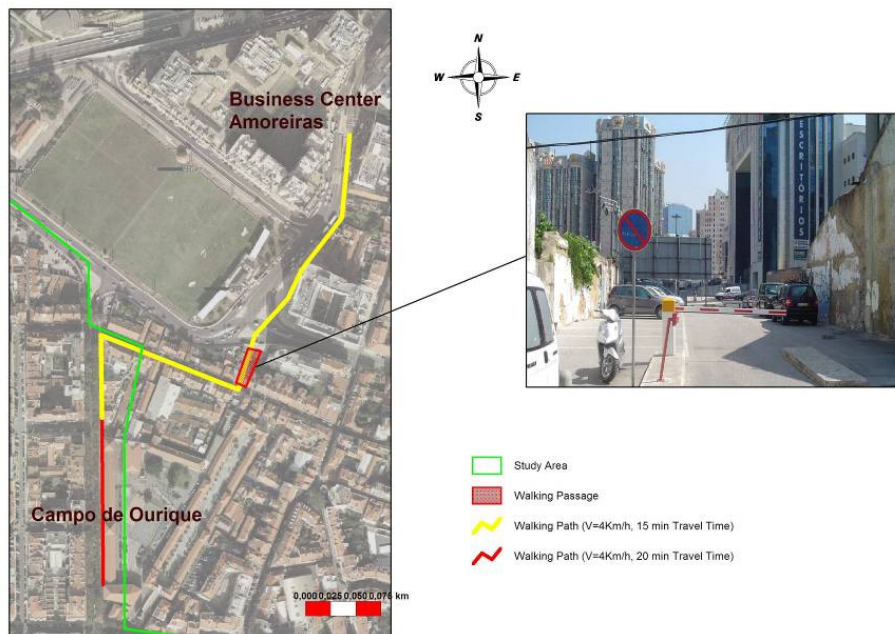 Business Center
Amoreiras
N
W
E
S
ESCRITÓRIOS
Study Area
Walking Passage
Walking Path (V=4Km/h, 15 min Travel Time)
Walking Path (V=4Km/h, 20 min Travel Time)
Campo de Ourique
0,000 0,025 0,050 0,075 km